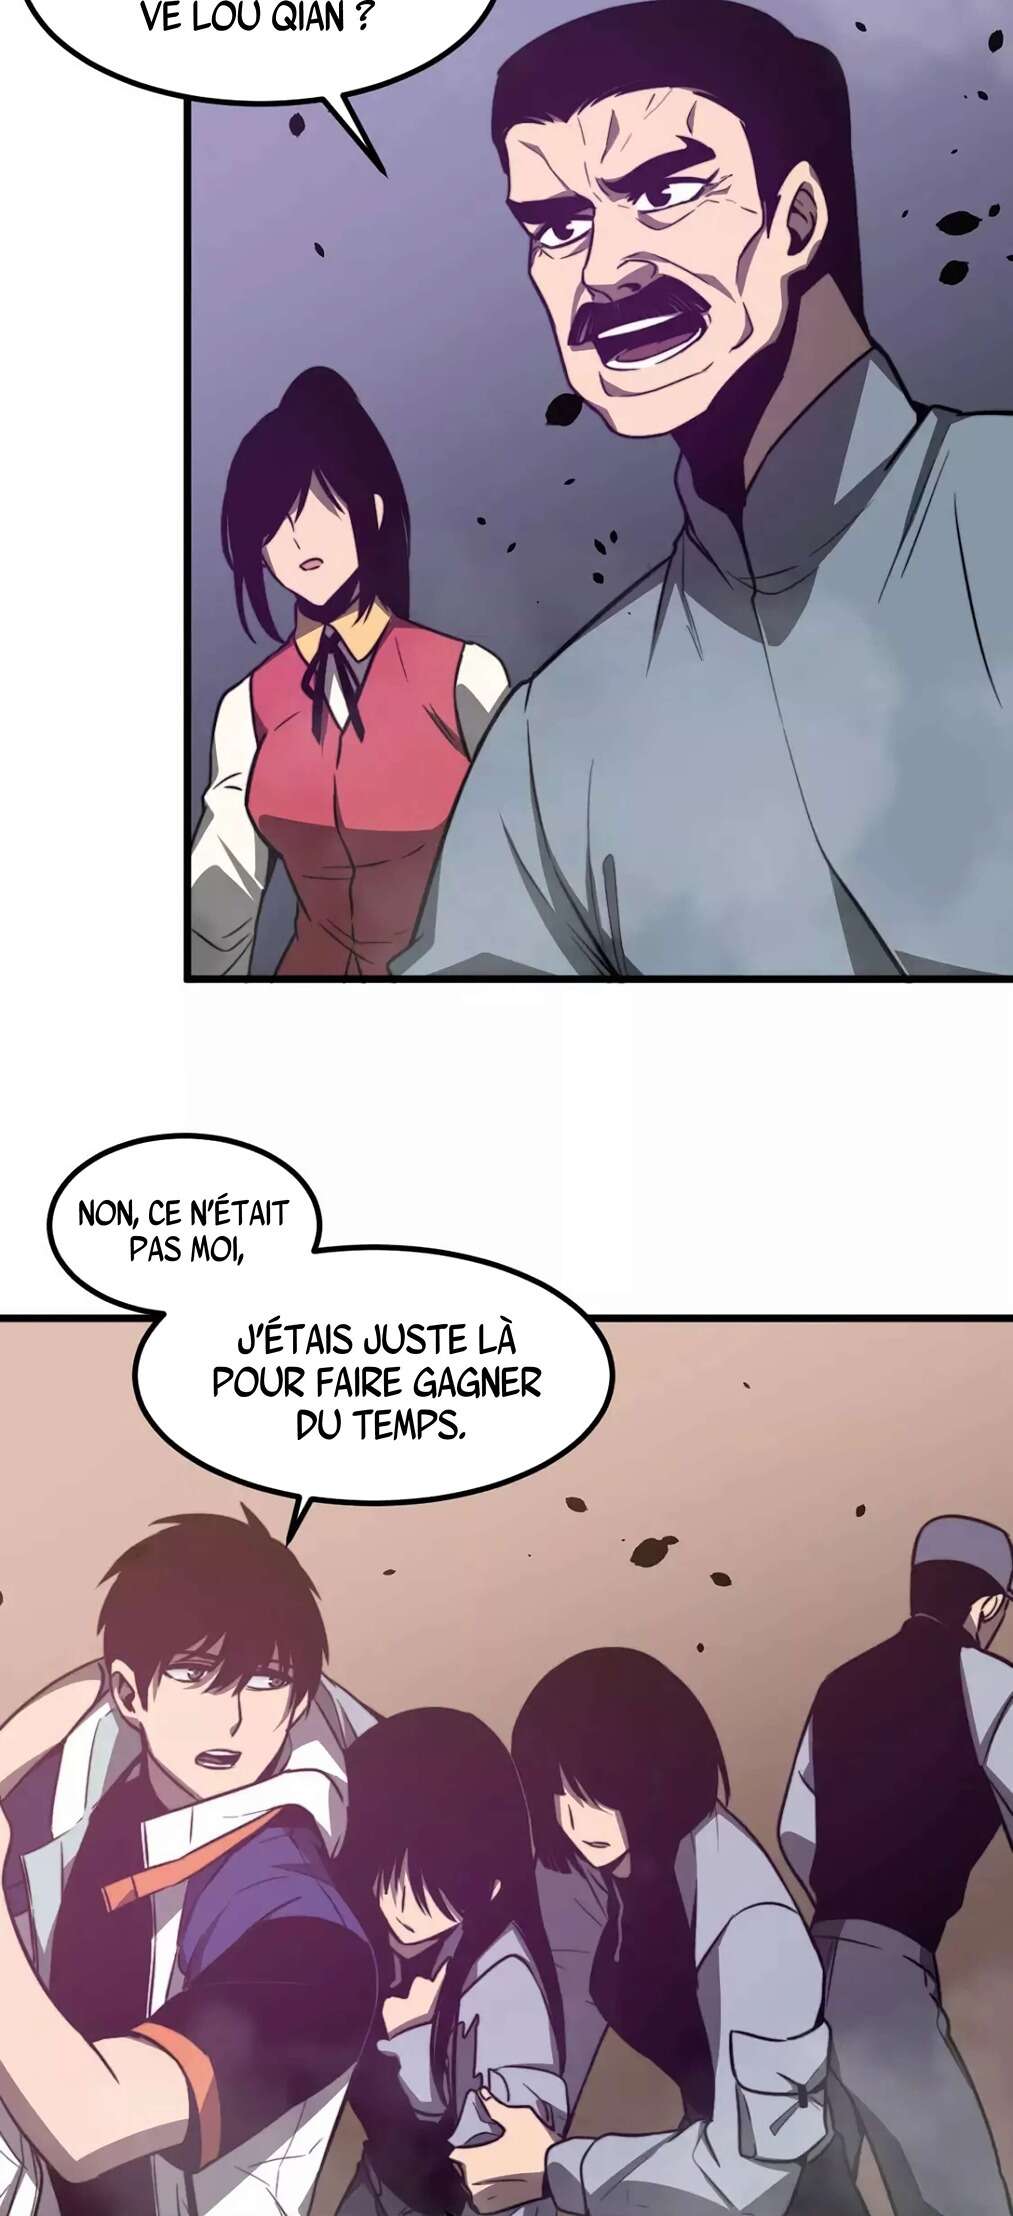 VE LOU QIAN ?
NON, CE N'ÉTAIT
PAS MOI,
J'ÉTAIS JUSTE LÀ
POUR FAIRE GAGNER
DU TEMPS.